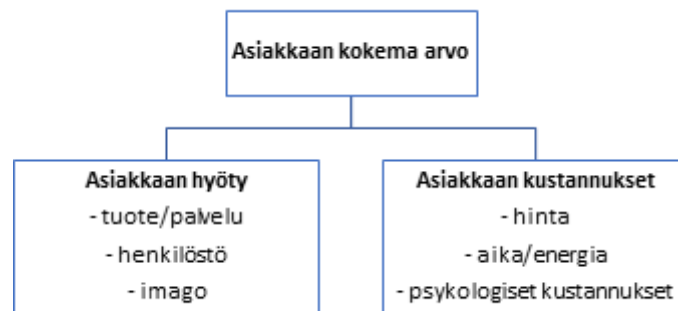 Asiakkaan kokema arvo
Asiakkaan hyöty
- tuote/palvelu
- henkilöstö
- imago
Asiakkaan kustannukset
- hinta
- aika/energia
- psykologiset kustannukset